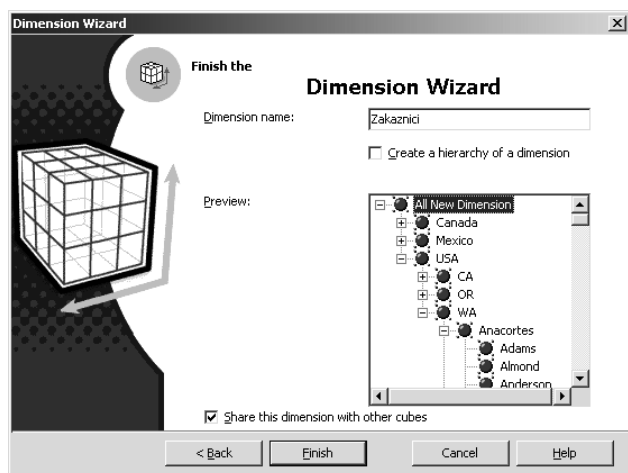 Dimension Wizard
Finish the
Dimension Wizard
Dimension name:
Zakaznici
Create a hierarchy of a dimension
Preview:
All New Dimension
Canada
Mexico
USA
CA
OR
WA
Anacortes
Adams
Almond
Anderson
Share this dimension with other cubes
< Back
Finish
Cancel
Help